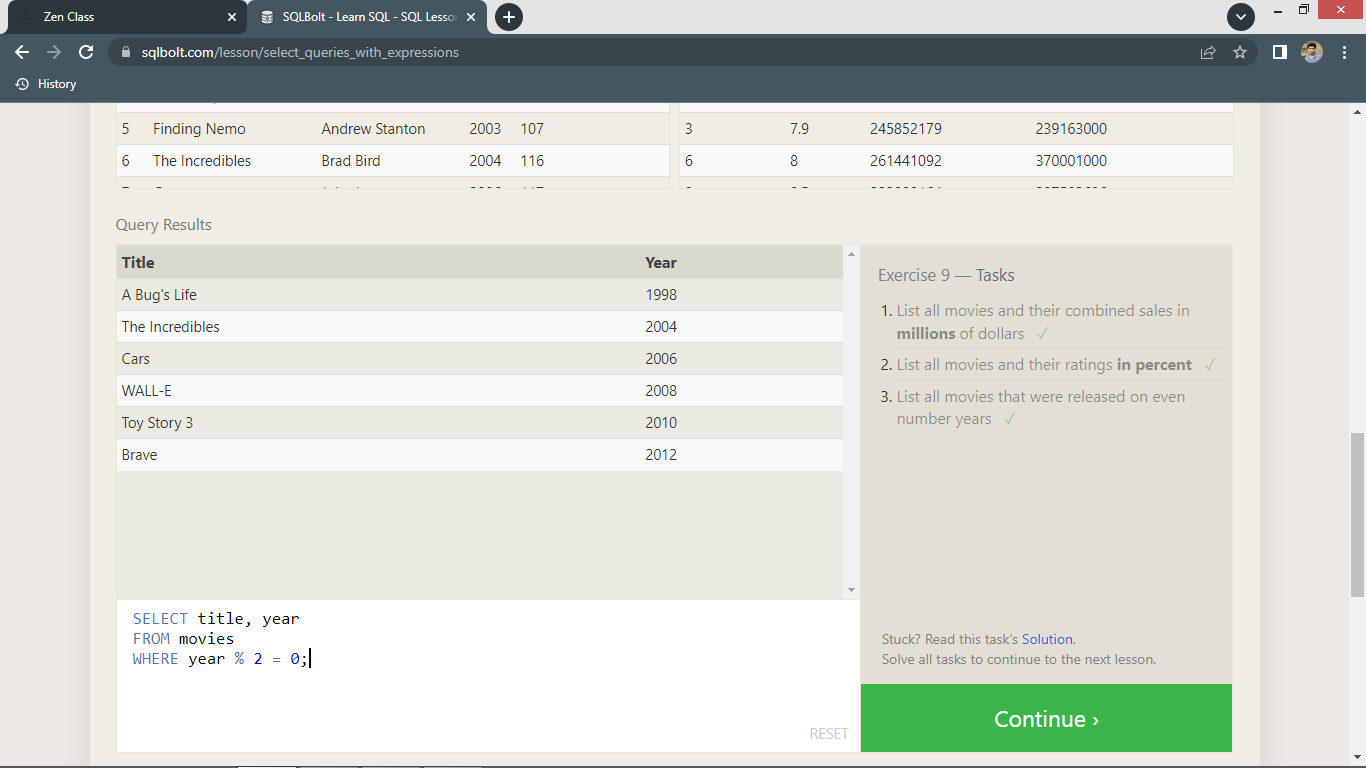 Zen Class
SQLBolt - Learn SQL - SQL Lesson
sqlbolt.com/lesson/select_queries_with_expressions
History
5 Finding Nemo Andrew Stanton 2003 107
3 7.9 245852179 239163000
6 The Incredibles Brad Bird 2004 116
6 8 261441092 370001000
Query Results
Title Year
A Bug's Life 1998
The Incredibles 2004
Cars 2006
WALL-E 2008
Toy Story 3 2010
Brave 2012
Exercise 9 — Tasks
1. List all movies and their combined sales in
millions of dollars ✓
2. List all movies and their ratings in percent ✓
3. List all movies that were released on even
number years ✓
SELECT title, year
FROM movies
WHERE year % 2 = 0;
RESET
Stuck? Read this task's Solution.
Solve all tasks to continue to the next lesson.
Continue ›